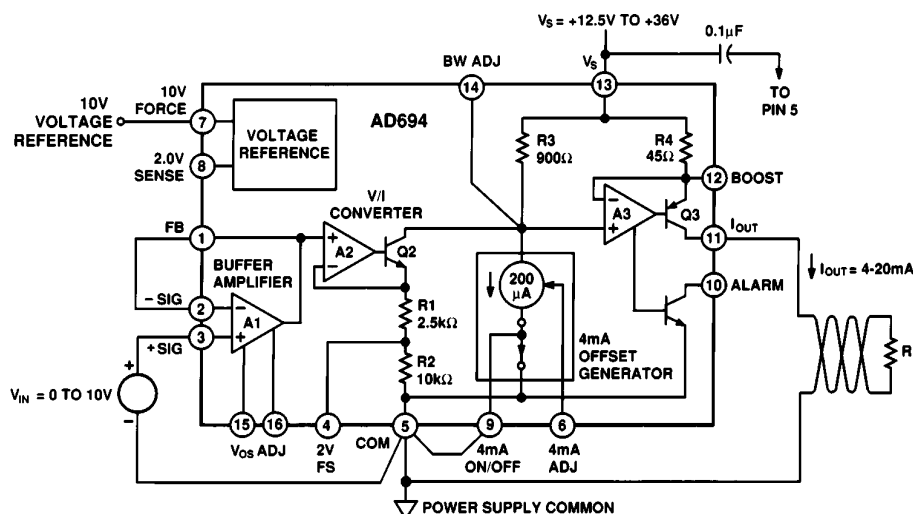 VS = +12.5V TO +36V
0.1µF
BW ADJ
VS
14
13
TO
PIN 5
10V
FORCE
10V
VOLTAGE
REFERENCE
7
VOLTAGE
REFERENCE
AD694
R3
900Ω
R4
45Ω
2.0V
SENSE
8
12
BOOST
V/I
CONVERTER
FB
1
+
A2
−
Q2
−
A3
+
Q3
IOUT
11
IOUT = 4-20mA
BUFFER
AMPLIFIER
200
µA
10
ALARM
− SIG
2
−
A1
+
3
+SIG
R1
2.5kΩ
R2
10kΩ
4mA
OFFSET
GENERATOR
R
+
VIN = 0 TO 10V
−
15
16
4
5
9
6
VOS ADJ
2V
FS
COM
4mA
ON/OFF
4mA
ADJ
POWER SUPPLY COMMON